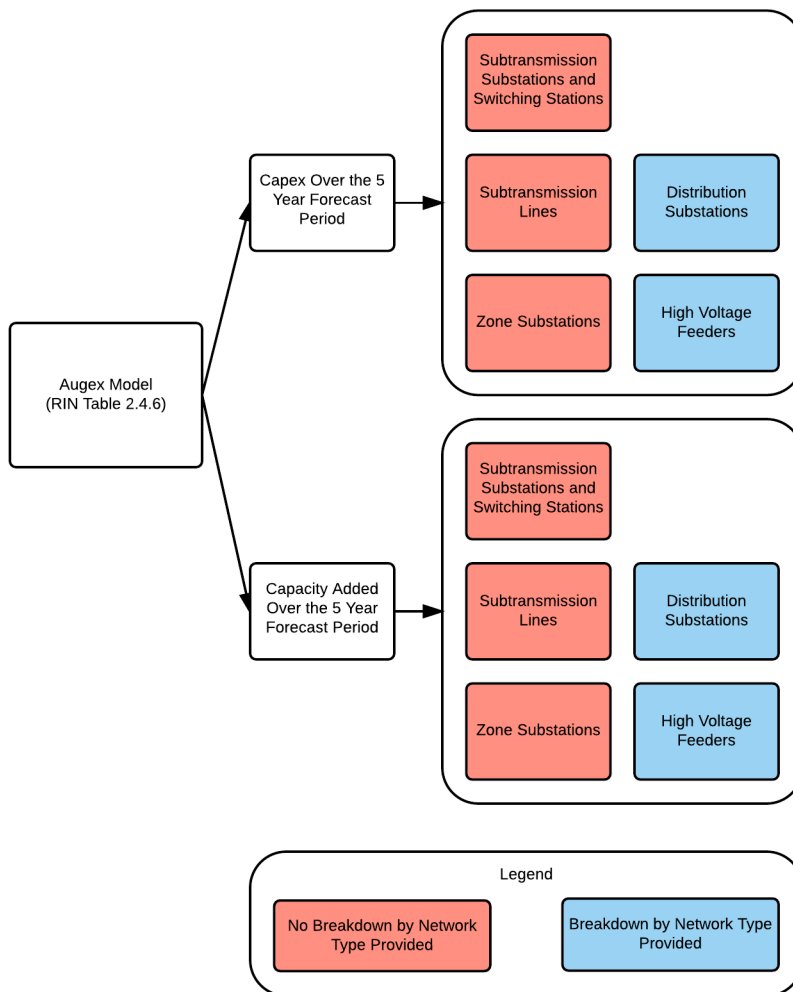 Subtransmission
Substations and
Switching Stations
Capex Over the 5
Year Forecast
Period
Subtransmission
Lines
Distribution
Substations
Zone Substations
High Voltage
Feeders
Augex Model
(RIN Table 2.4.6)
Subtransmission
Substations and
Switching Stations
Capacity Added
Over the 5 Year
Forecast Period
Subtransmission
Lines
Distribution
Substations
Zone Substations
High Voltage
Feeders
Legend
No Breakdown by Network
Type Provided
Breakdown by Network Type
Provided